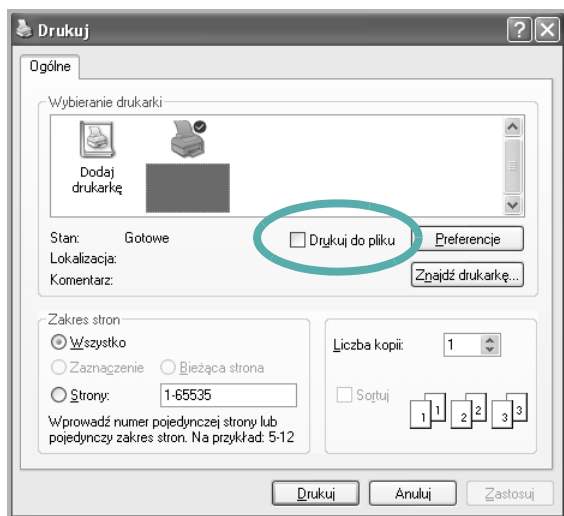 Drukuj
Ogólne
Wybieranie drukarki
Dodaj
drukarkę
Stan: Gotowe
Drukuj do pliku
Preferencje
Lokalizacja:
Komentarz:
Znajdź drukarkę...
Zakres stron
Wszystko
Liczba kopii: 1
Zaznaczenie Bieżąca strona
Strony: 1-65535
Sortuj
1 1 2 2 3 3
Wprowadź numer pojedynczej strony lub
pojedynczy zakres stron. Na przykład: 5-12
Drukuj Anuluj Zastosuj